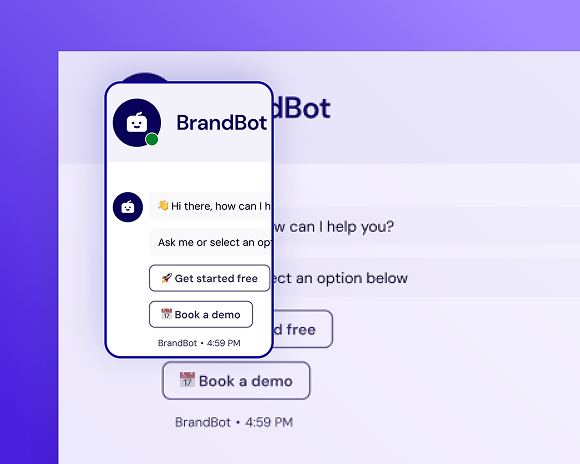 BrandBot
👋 Hi there, how can I h
Ask me or select an op
🚀 Get started free
📅 Book a demo
BrandBot • 4:59 PM
dBot
w can I help you?
ect an option below
d free
📅 Book a demo
BrandBot • 4:59 PM